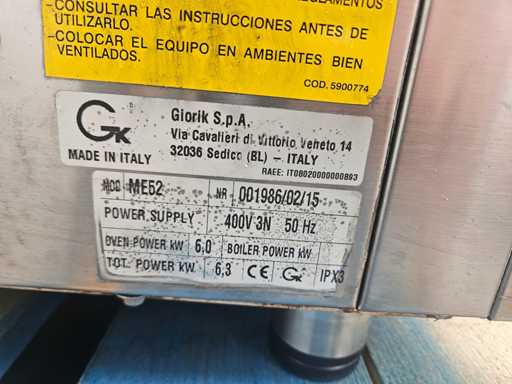 -CONSULTAR LAS INSTRUCCIONES ANTES DE
UTILIZARLO.
-COLOCAR EL EQUIPO EN AMBIENTES BIEN
VENTILADOS.
COD. 5900774
GK
Giorik S.p.A.
Via Cavalieri di Vittorio Veneto 14
MADE IN ITALY
32036 Sedico (BL) - ITALY
RAEE: IT08020000000893
MOD ME52 NR 001986/02/15
POWER SUPPLY 400V 3N 50 Hz
OVEN POWER kW 6,0 BOILER POWER kW
TOT. POWER kW 6,3 CE GK IPX3